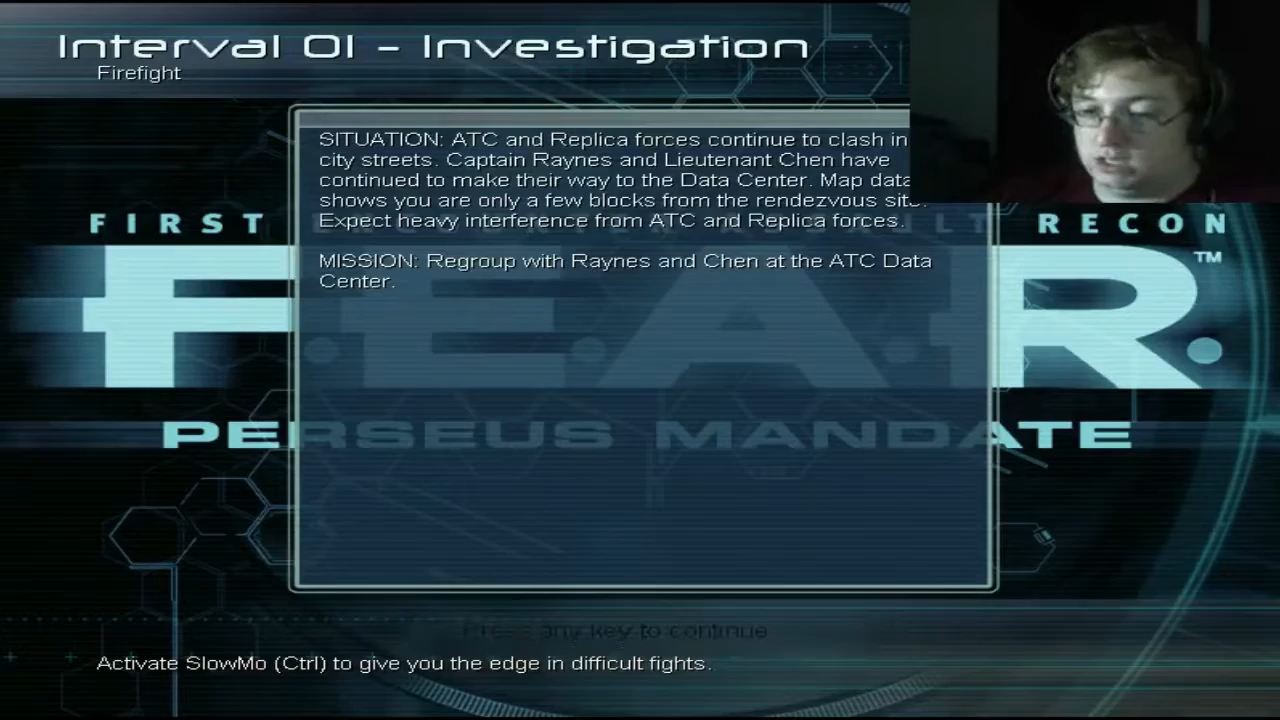 Interval 01 - Investigation
Firefight
SITUATION: ATC and Replica forces continue to clash in
city streets. Captain Raynes and Lieutenant Chen have
continued to make their way to the Data Center. Map data
shows you are only a few blocks from the rendezvous site.
Expect heavy interference from ATC and Replica forces.
FIRST RECON
MISSION: Regroup with Raynes and Chen at the ATC Data
Center.
F.E.A.R.™
PERSEUS MANDATE
Press any key to continue
Activate SlowMo (Ctrl) to give you the edge in difficult fights.